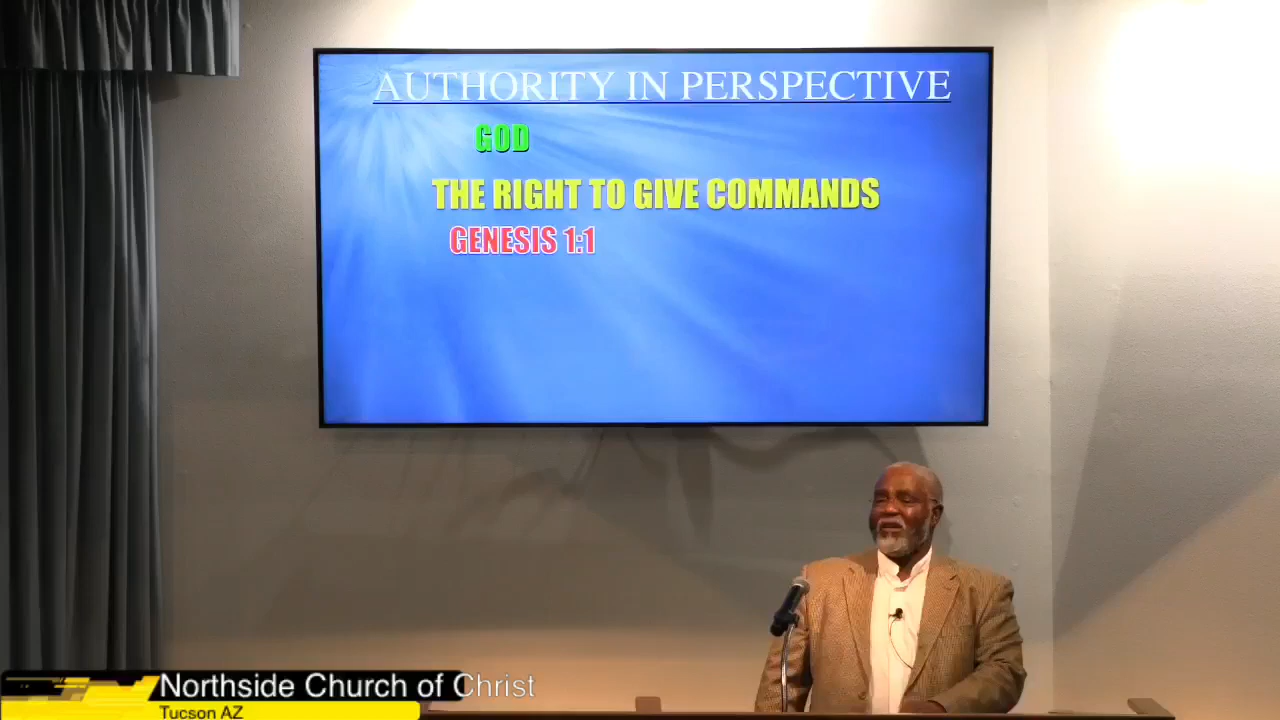 AUTHORITY IN PERSPECTIVE
GOD
THE RIGHT TO GIVE COMMANDS
GENESIS 1:1
Northside Church of Christ
Tucson AZ